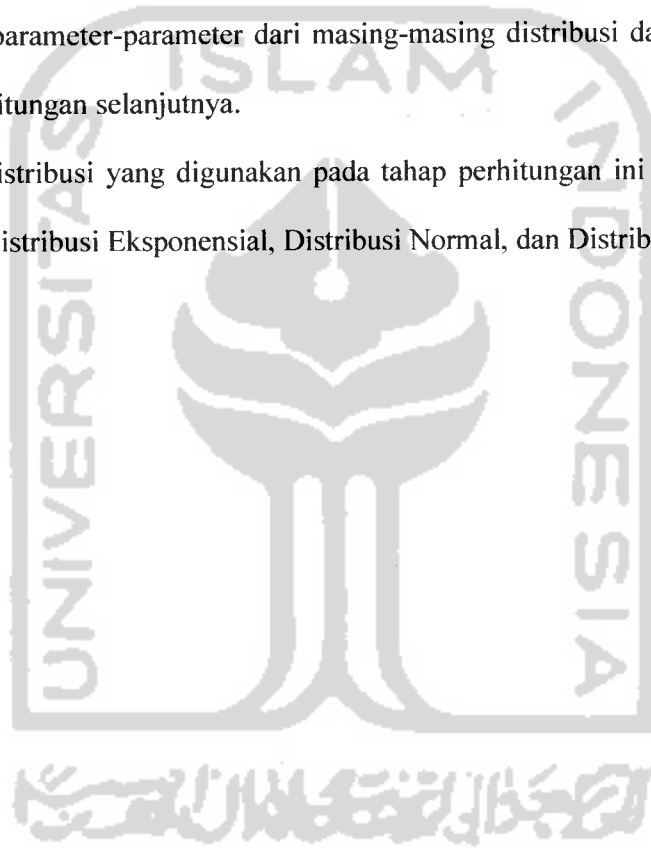 parameter-parameter dari masing-masing distribusi da
itungan selanjutnya.
istribusi yang digunakan pada tahap perhitungan ini
istribusi Eksponensial, Distribusi Normal, dan Distrib
ISLAM
UNIVERSITAS
INDONESIA